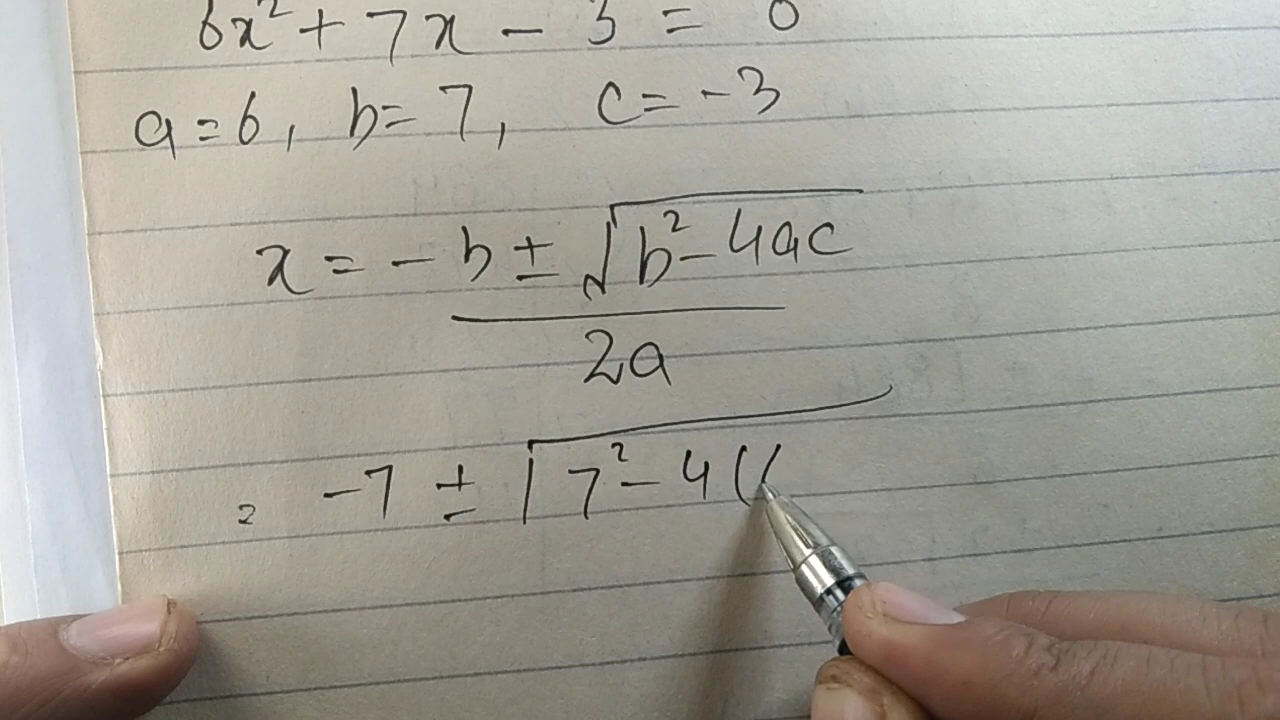 6x² + 7x - 3 = 0
a = 6, b = 7, c = -3
x = - b ± √b² - 4ac
2a
= -7 ± √7² - 4 (